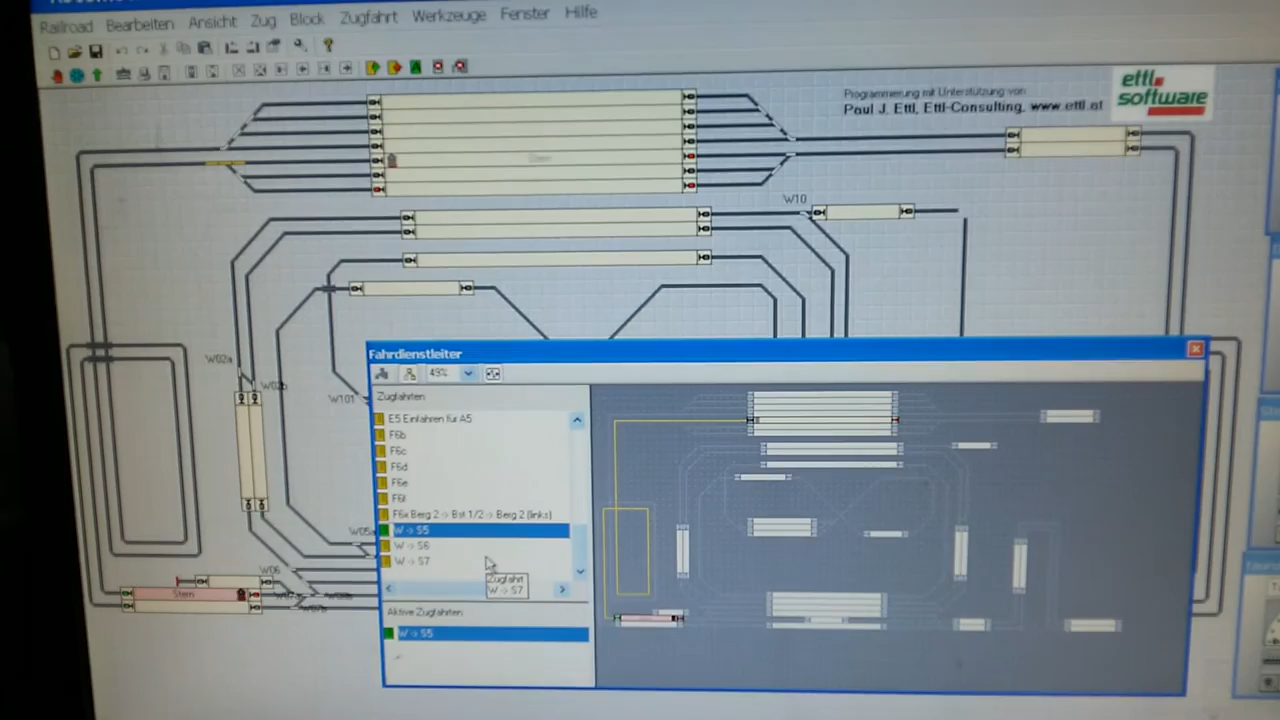 Railroad Bearbeiten Ansicht Zug Block Zugfahrt Werkzeuge Fenster Hilfe
ettl
software
Programmierung mit Unterstützung von
Paul J. Ettl, Ettl-Consulting, www.ettl.at
W10
W02a
W02b
W101
W06
Stern
Fahrdienstleiter
49%
Zugfahrten
E5 Einfahren für A5
F6b
F6c
F6d
F6e
F6f
F6x Berg 2 -> Bst 1/2 -> Berg 2 (links)
W -> S5
W -> S6
W -> S7
Zugfahrt
W -> S7
Aktive Zugfahrten
W -> S5